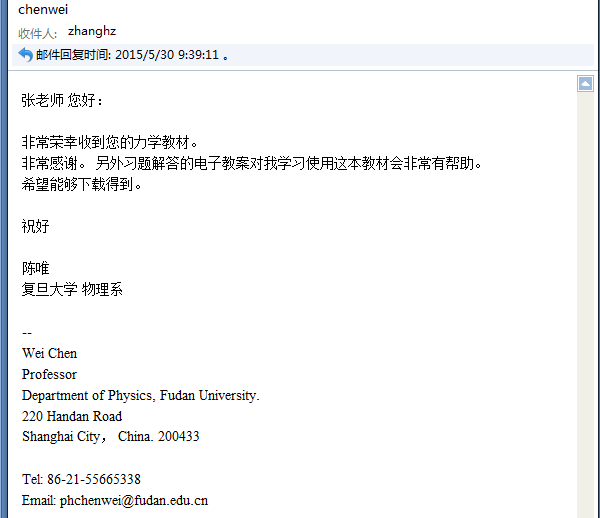 chenwei
收件人: zhanghz
邮件回复时间: 2015/5/30 9:39:11 。
张老师 您好：
非常荣幸收到您的力学教材。
非常感谢。 另外习题解答的电子教案对我学习使用这本教材会非常有帮助。
希望能够下载得到。
祝好
陈唯
复旦大学 物理系
--
Wei Chen
Professor
Department of Physics, Fudan University.
220 Handan Road
Shanghai City， China. 200433
Tel: 86-21-55665338
Email: phchenwei@fudan.edu.cn